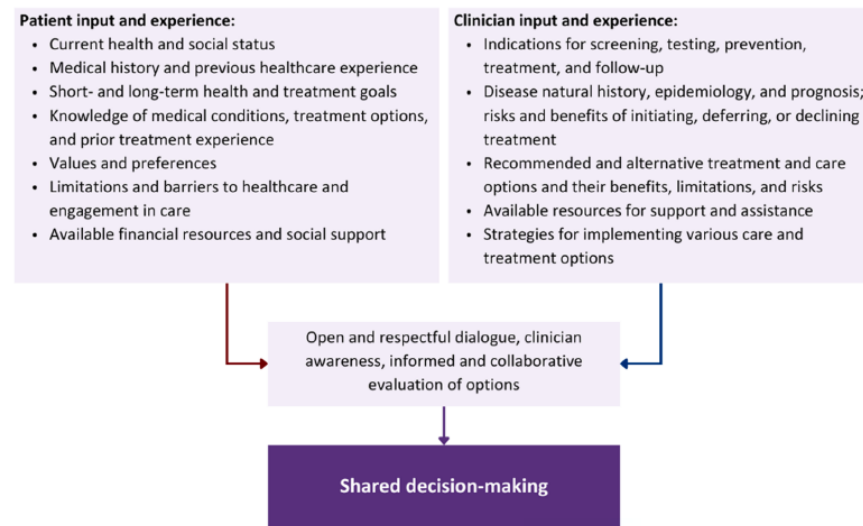 Patient input and experience:
• Current health and social status
• Medical history and previous healthcare experience
• Short- and long-term health and treatment goals
• Knowledge of medical conditions, treatment options,
and prior treatment experience
• Values and preferences
• Limitations and barriers to healthcare and
engagement in care
• Available financial resources and social support
Clinician input and experience:
• Indications for screening, testing, prevention,
treatment, and follow-up
• Disease natural history, epidemiology, and prognosis;
risks and benefits of initiating, deferring, or declining
treatment
• Recommended and alternative treatment and care
options and their benefits, limitations, and risks
• Available resources for support and assistance
• Strategies for implementing various care and
treatment options
Open and respectful dialogue, clinician
awareness, informed and collaborative
evaluation of options
Shared decision-making